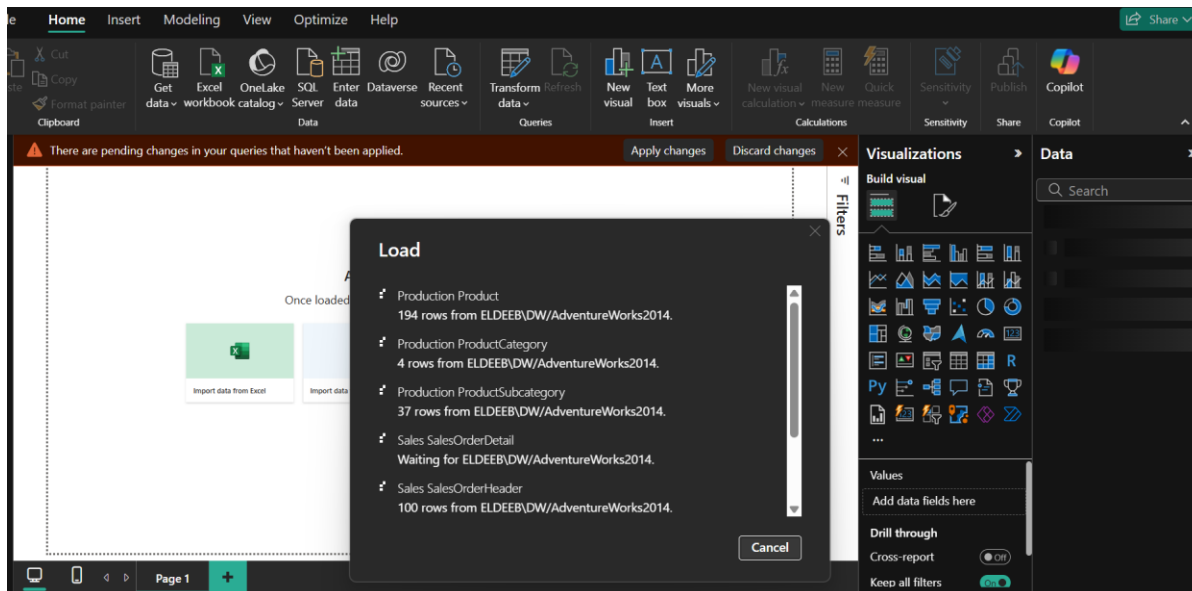 Home Insert Modeling View Optimize Help
Share
Cut
Copy
Format painter
Clipboard
Get data
Excel workbook
OneLake catalog
SQL Server
Enter data
Dataverse
Recent sources
Data
Transform data
Refresh
Queries
New visual
Text box
More visuals
Insert
New visual calculation
New measure
Quick measure
Calculations
Sensitivity
Sensitivity
Publish
Share
Copilot
Copilot
There are pending changes in your queries that haven't been applied.
Apply changes
Discard changes
Filters
Once loaded
Import data from Excel
Import data
Load
Production Product
194 rows from ELDEEB\DW/AdventureWorks2014.
Production ProductCategory
4 rows from ELDEEB\DW/AdventureWorks2014.
Production ProductSubcategory
37 rows from ELDEEB\DW/AdventureWorks2014.
Sales SalesOrderDetail
Waiting for ELDEEB\DW/AdventureWorks2014.
Sales SalesOrderHeader
100 rows from ELDEEB\DW/AdventureWorks2014.
Cancel
Visualizations
Build visual
123
R
Py
Values
Add data fields here
Drill through
Cross-report
Off
Keep all filters
On
Data
Search
Page 1